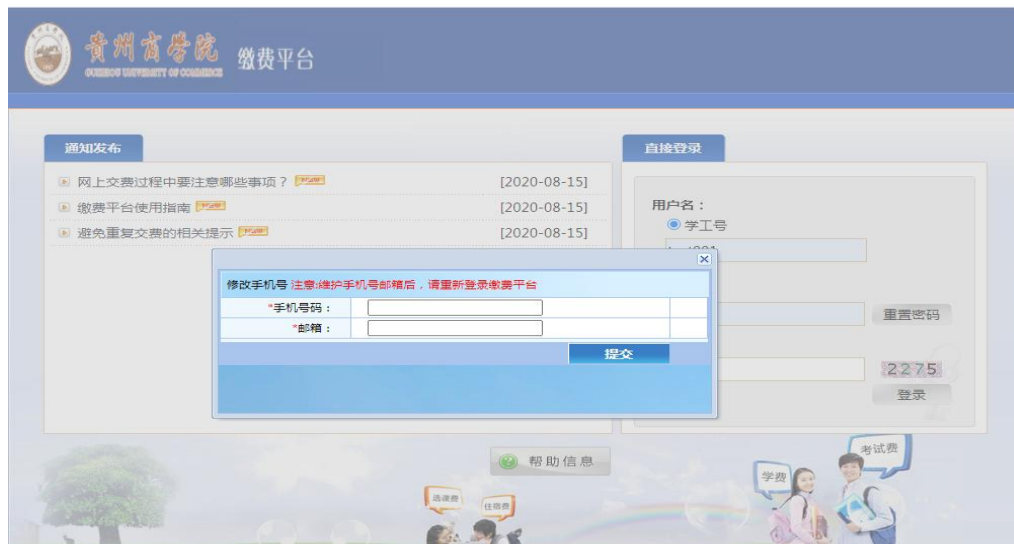 貴州商學院 缴费平台
GUIZHOU UNIVERSITY OF COMMERCE
通知发布
网上交费过程中要注意哪些事项？ [2020-08-15]
缴费平台使用指南 [2020-08-15]
避免重复交费的相关提示 [2020-08-15]
直接登录
用户名：
学工号
修改手机号 注意:维护手机号邮箱后，请重新登录缴费平台
*手机号码：
*邮箱：
提交
重置密码
2275
登录
帮助信息
考试费
学费
选课费
住宿费